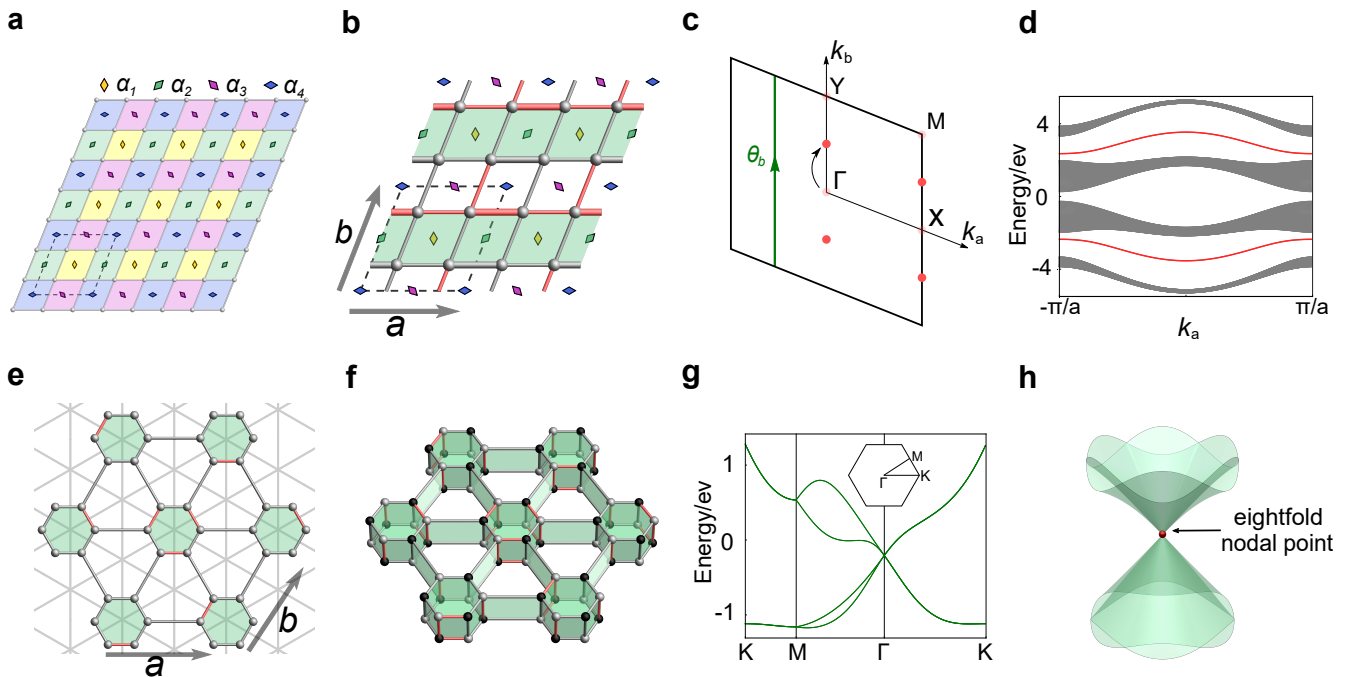 a
α1 α2 α3 α4
b
b
a
c
kb
Y
M
θb
Γ
X
ka
d
Energy/ev
4
0
-4
-π/a
π/a
ka
e
b
a
f
g
Energy/ev
1
0
-1
M
Γ
K
K
M
Γ
K
h
eightfold
nodal point